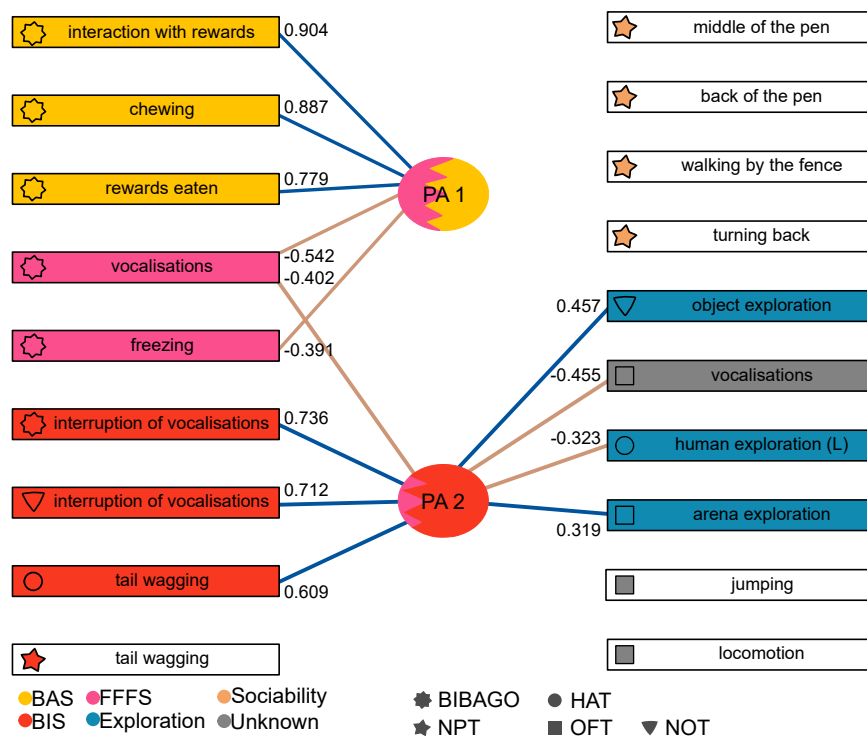 interaction with rewards
0.904
chewing
0.887
rewards eaten
0.779
vocalisations
-0.542
-0.402
freezing
-0.391
interruption of vocalisations
0.736
interruption of vocalisations
0.712
tail wagging
0.609
tail wagging
PA 1
PA 2
middle of the pen
back of the pen
walking by the fence
turning back
0.457
object exploration
-0.455
vocalisations
-0.323
human exploration (L)
0.319
arena exploration
jumping
locomotion
BAS FFFS Sociability
BIS Exploration Unknown
BIBAGO HAT
NPT OFT NOT